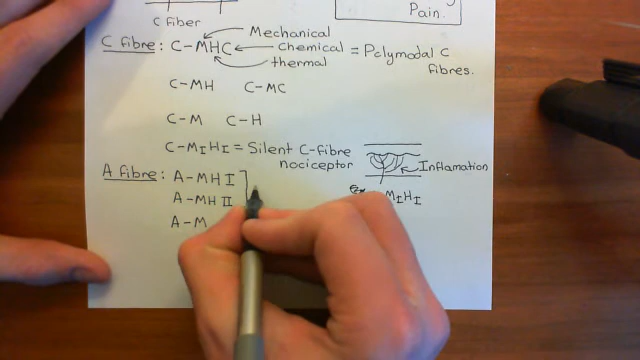 Pain.
C fiber
Mechanical
C fibre: C-MHC Chemical = Polymodal C
thermal fibres.
C-MH C-MC
C-M C-H
C-MIHI = Silent C-fibre
nociceptor
Inflamation
A fibre: A-MH I
A-MH II
MIHI
A-M